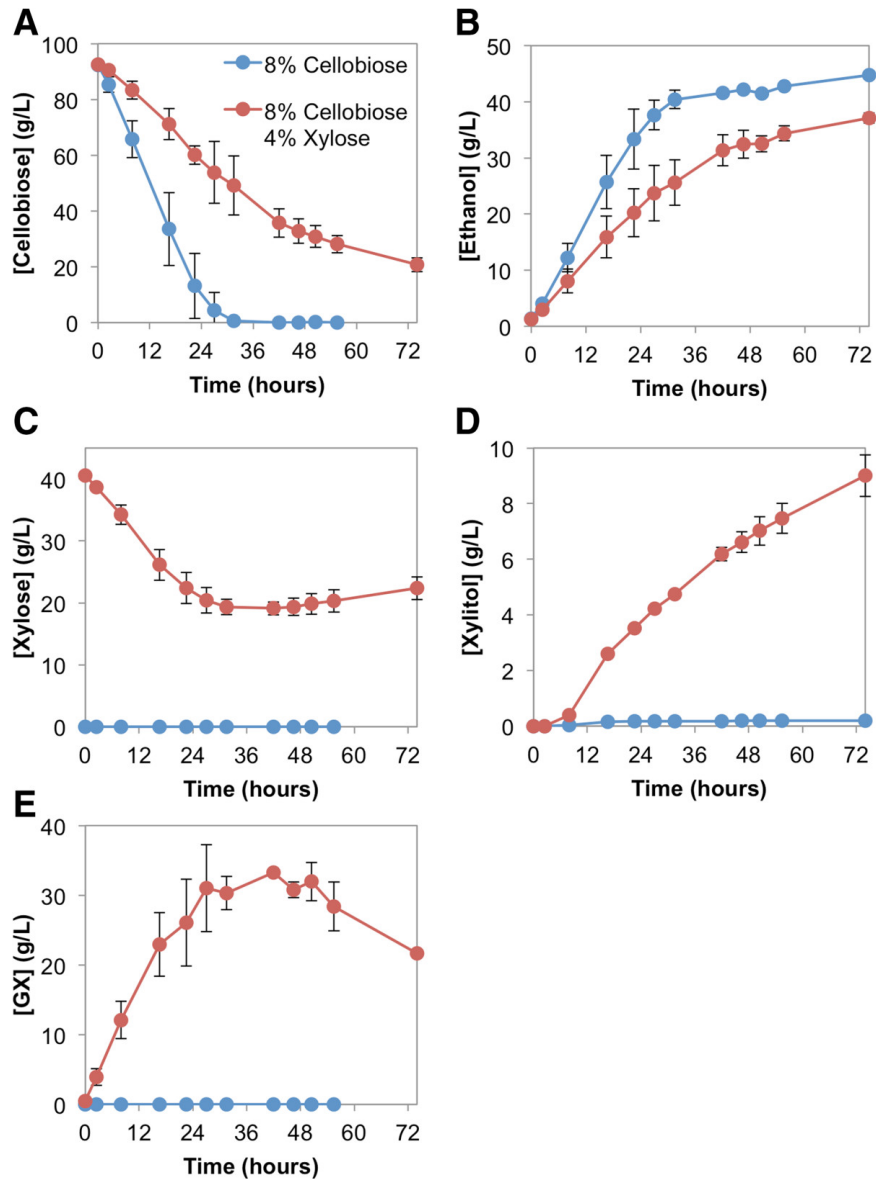 A
[Cellobiose] (g/L)
100
80
60
40
20
0
0 12 24 36 48 60 72
Time (hours)
8% Cellobiose
8% Cellobiose
4% Xylose
B
[Ethanol] (g/L)
50
40
30
20
10
0
0 12 24 36 48 60 72
Time (hours)
C
[Xylose] (g/L)
40
30
20
10
0
0 12 24 36 48 60 72
Time (hours)
D
[Xylitol] (g/L)
10
8
6
4
2
0
0 12 24 36 48 60 72
Time (hours)
E
[GX] (g/L)
40
30
20
10
0
0 12 24 36 48 60 72
Time (hours)